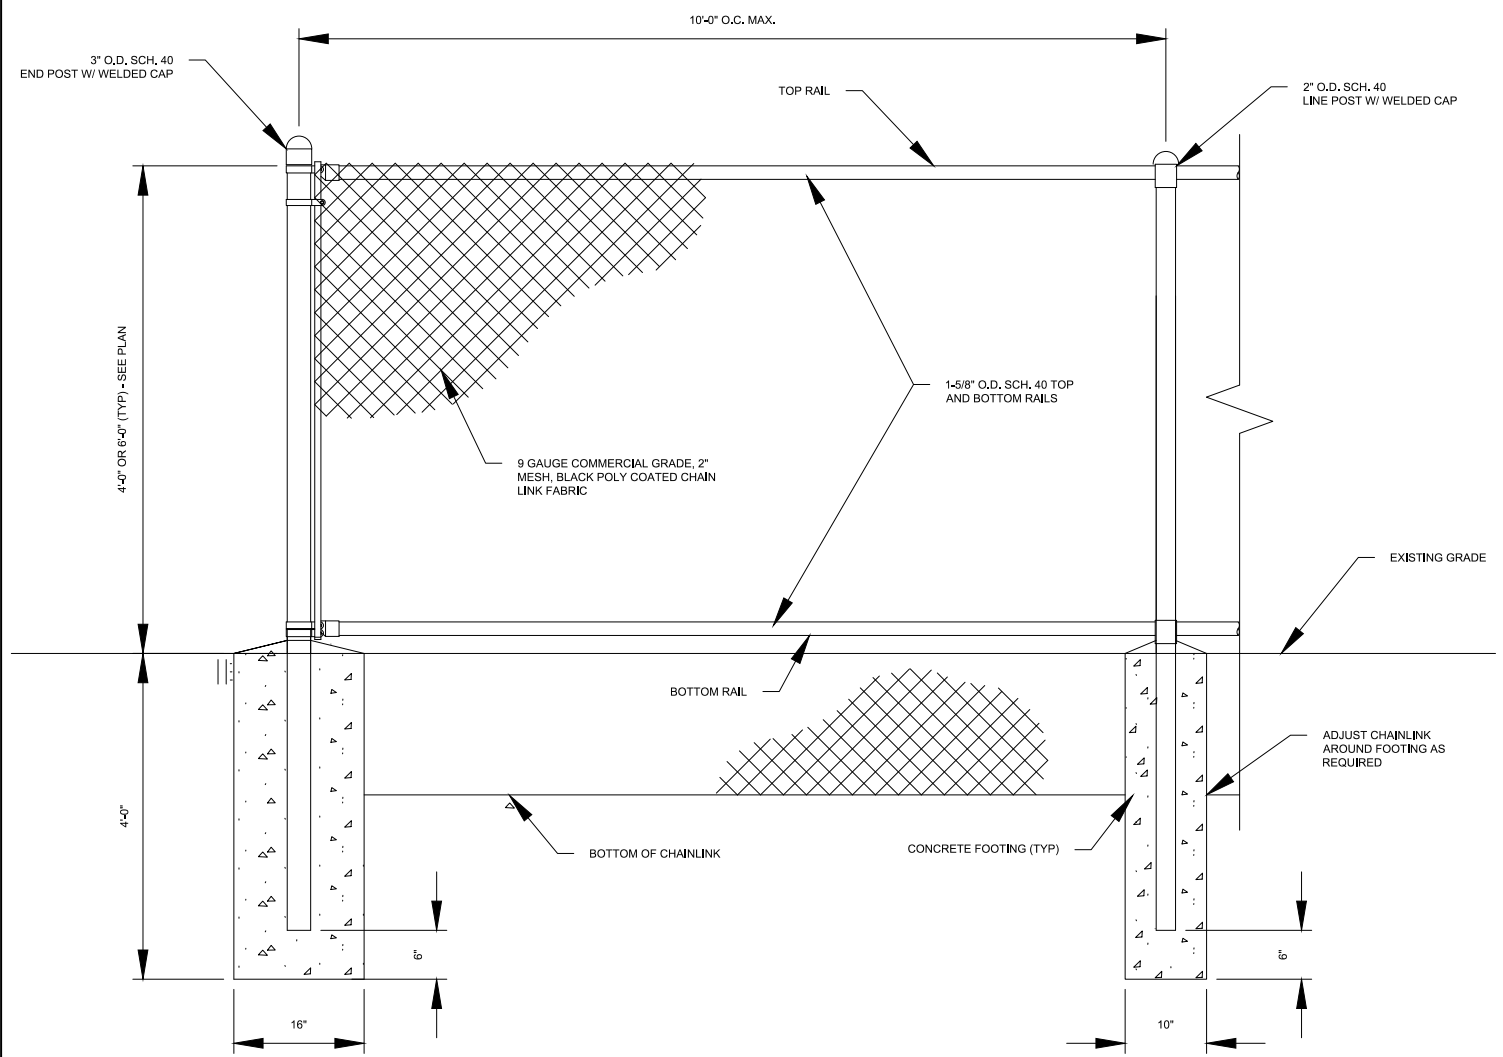 10'-0" O.C. MAX.
3" O.D. SCH. 40
END POST W/ WELDED CAP
TOP RAIL
2" O.D. SCH. 40
LINE POST W/ WELDED CAP
4'-0" OR 6'-0" (TYP) - SEE PLAN
1-5/8" O.D. SCH. 40 TOP
AND BOTTOM RAILS
9 GAUGE COMMERCIAL GRADE, 2"
MESH, BLACK POLY COATED CHAIN
LINK FABRIC
EXISTING GRADE
BOTTOM RAIL
ADJUST CHAINLINK
AROUND FOOTING AS
REQUIRED
4'-0"
BOTTOM OF CHAINLINK
CONCRETE FOOTING (TYP)
6"
6"
16"
10"